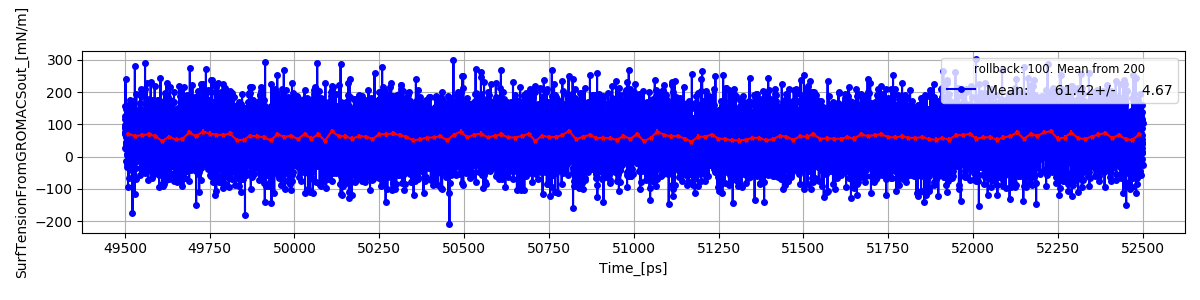 SurfTensionFromGROMACSout_[mN/m]
300
200
100
0
−100
−200
rollback: 100. Mean from 200
Mean: 61.42+/- 4.67
49500 49750 50000 50250 50500 50750 51000 51250 51500 51750 52000 52250 52500
Time_[ps]